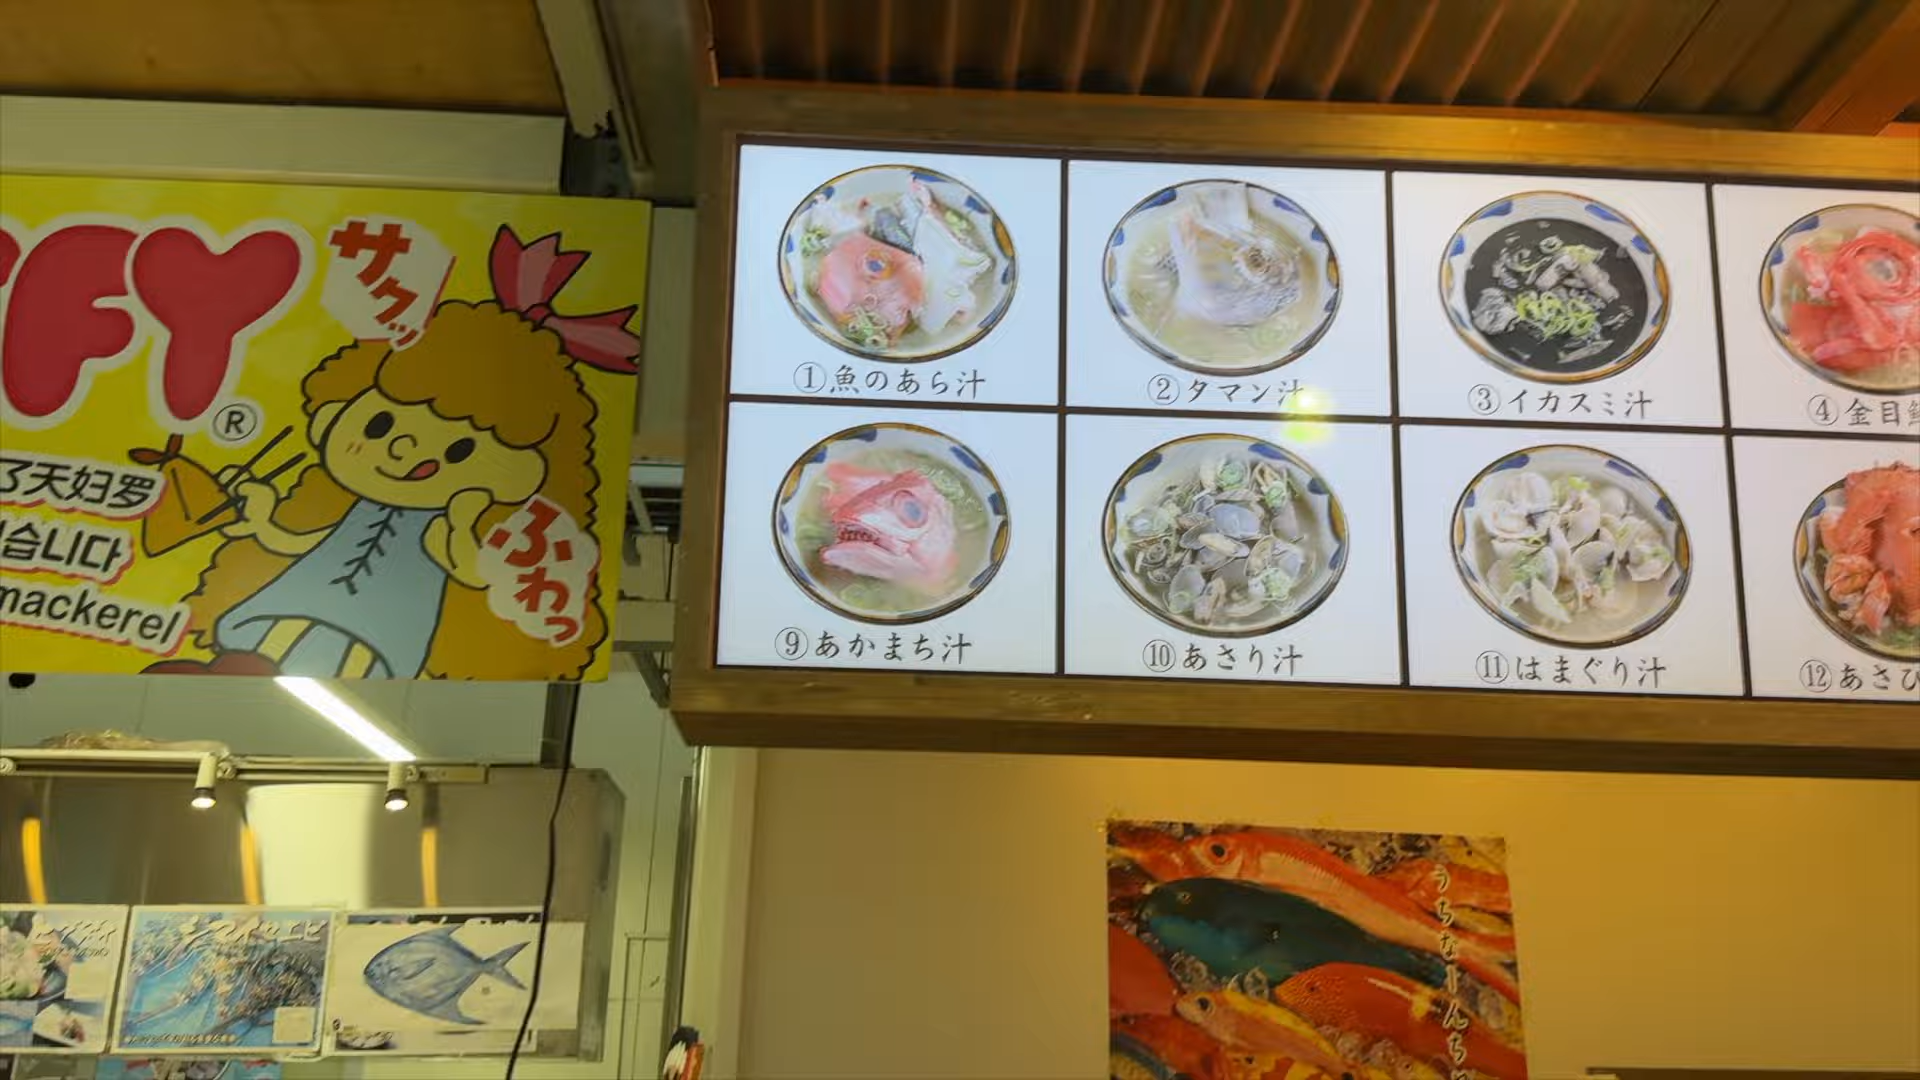 FY®
サクッ
了天妇罗
습니다
mackerel
ふわっ
①魚のあら汁
②タマン汁
③イカスミ汁
④金目
⑨あかまち汁
⑩あさり汁
⑪はまぐり汁
⑫あさひ